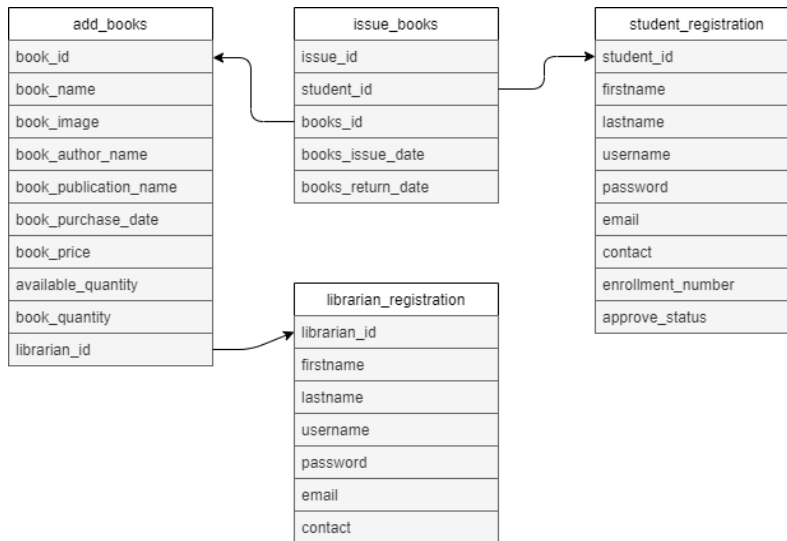 add_books
book_id
book_name
book_image
book_author_name
book_publication_name
book_purchase_date
book_price
available_quantity
book_quantity
librarian_id
issue_books
issue_id
student_id
books_id
books_issue_date
books_return_date
student_registration
student_id
firstname
lastname
username
password
email
contact
enrollment_number
approve_status
librarian_registration
librarian_id
firstname
lastname
username
password
email
contact